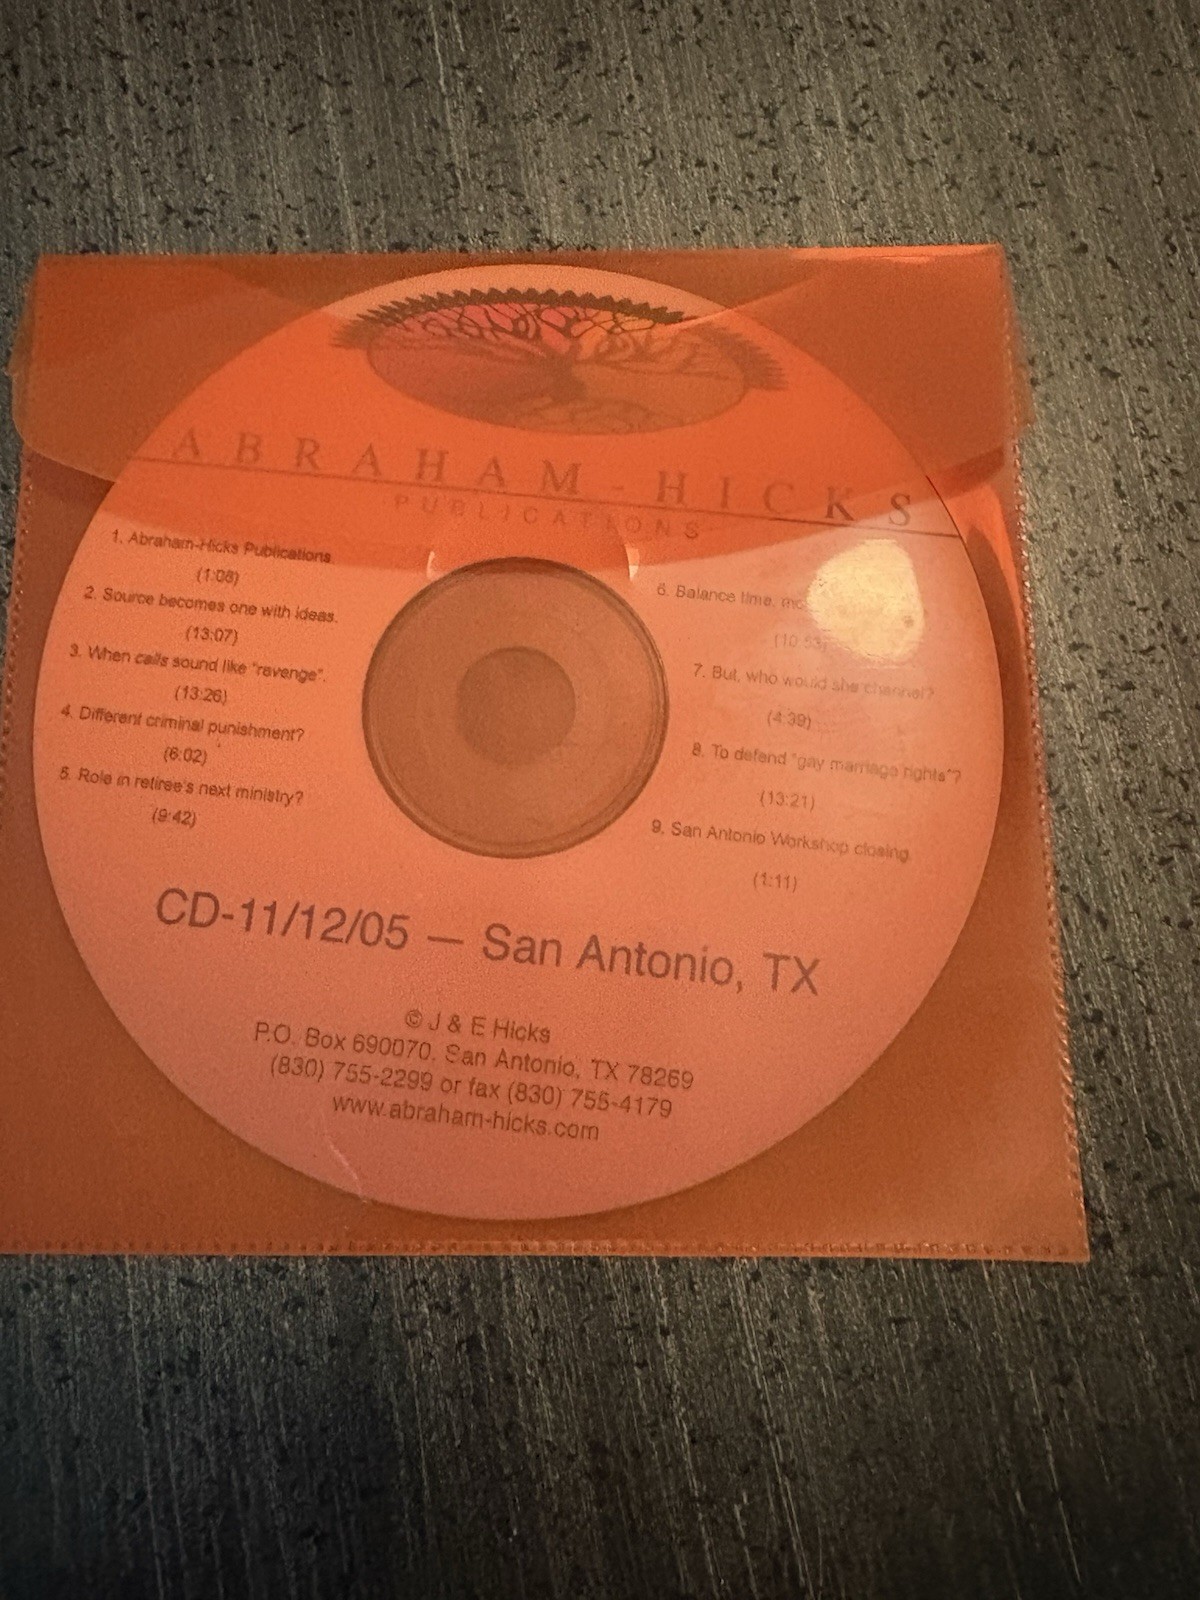 ABRAHAM-HICKS
PUBLICATIONS
1. Abraham-Hicks Publications
(1:08)
2. Source becomes one with ideas.
(13:07)
3. When calls sound like "revenge".
(13:26)
4. Different criminal punishment?
(6:02)
5. Role in retiree's next ministry?
(9:42)
6. Balance time,
(10:53)
7. But, who would she channel?
(4:39)
8. To defend "gay marriage rights"?
(13:21)
9. San Antonio Workshop closing.
(1:11)
CD-11/12/05 — San Antonio, TX
© J & E Hicks
P.O. Box 690070, San Antonio, TX 78269
(830) 755-2299 or fax (830) 755-4179
www.abraham-hicks.com